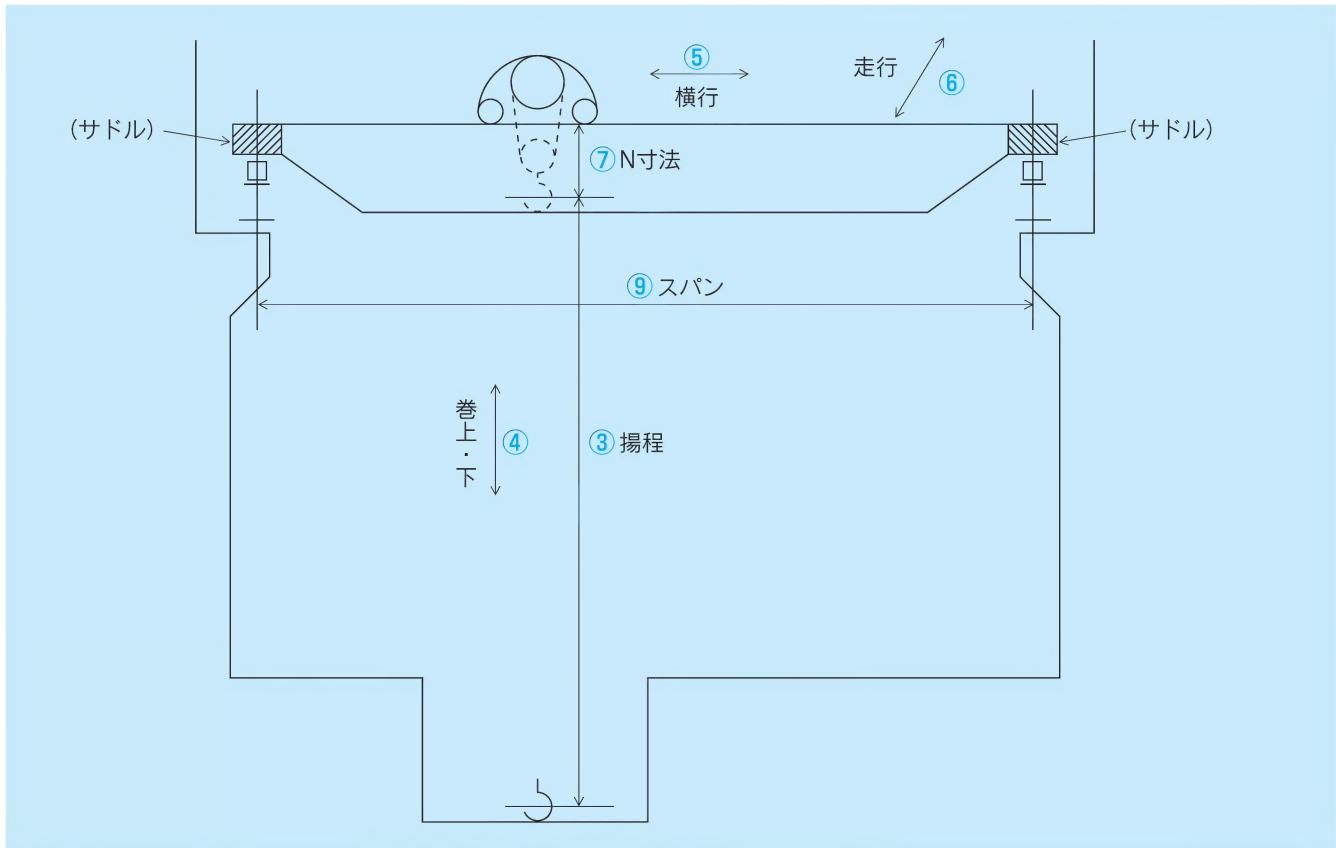 ⑤
横行
走行
⑥
(サドル)
(サドル)
⑦ N寸法
⑨ スパン
巻上・下
④
③ 揚程